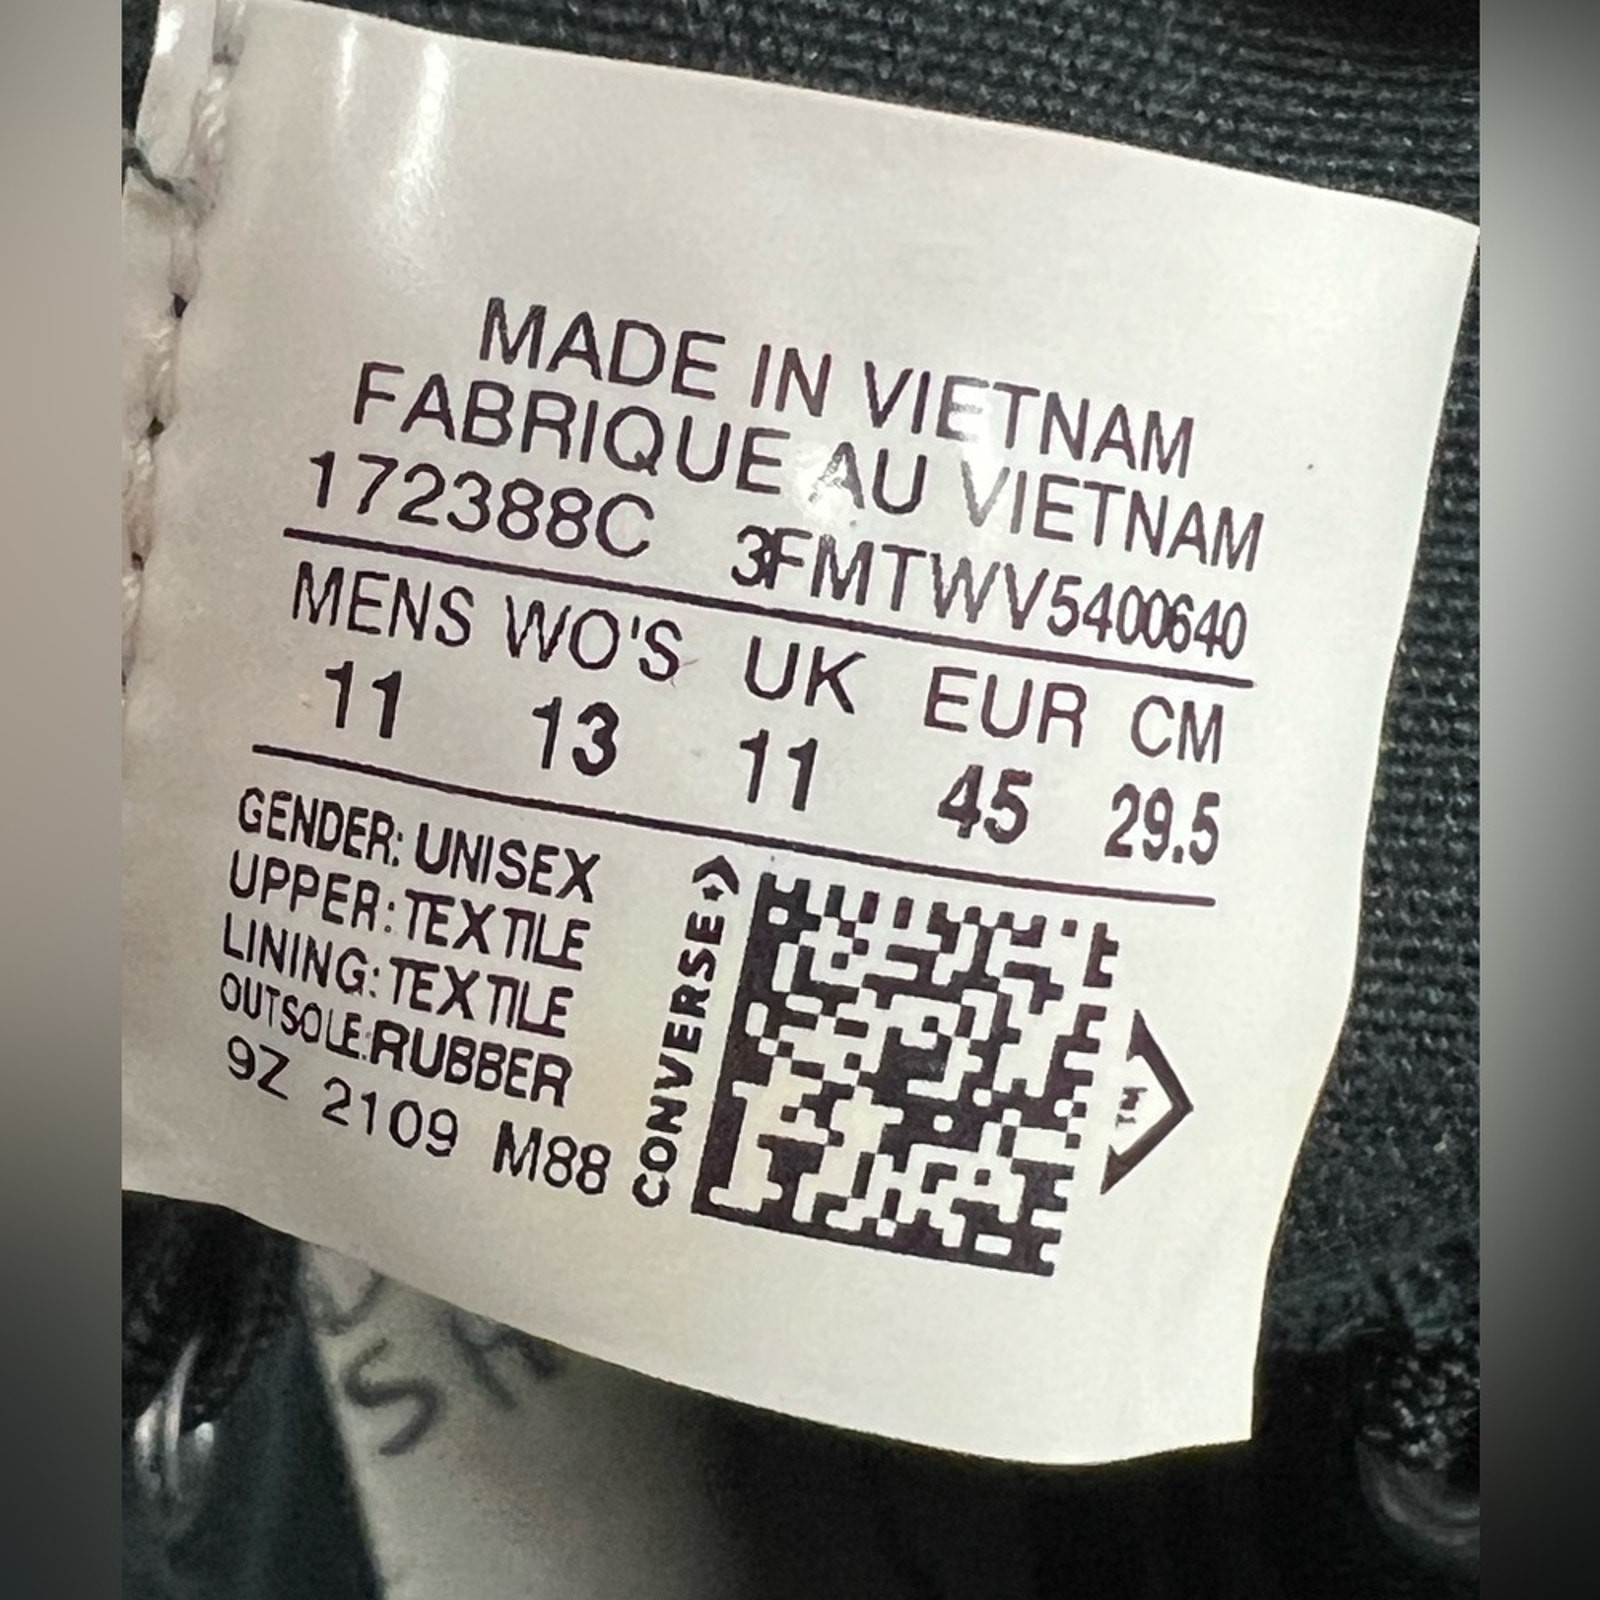 MADE IN VIETNAM
FABRIQUE AU VIETNAM
172388C 3FMTWV5400640
MENS WO'S UK EUR CM
11 13 11 45 29.5
GENDER: UNISEX
UPPER: TEXTILE
LINING: TEXTILE
OUTSOLE:RUBBER
9Z 2109 M88
CONVERSE
TM